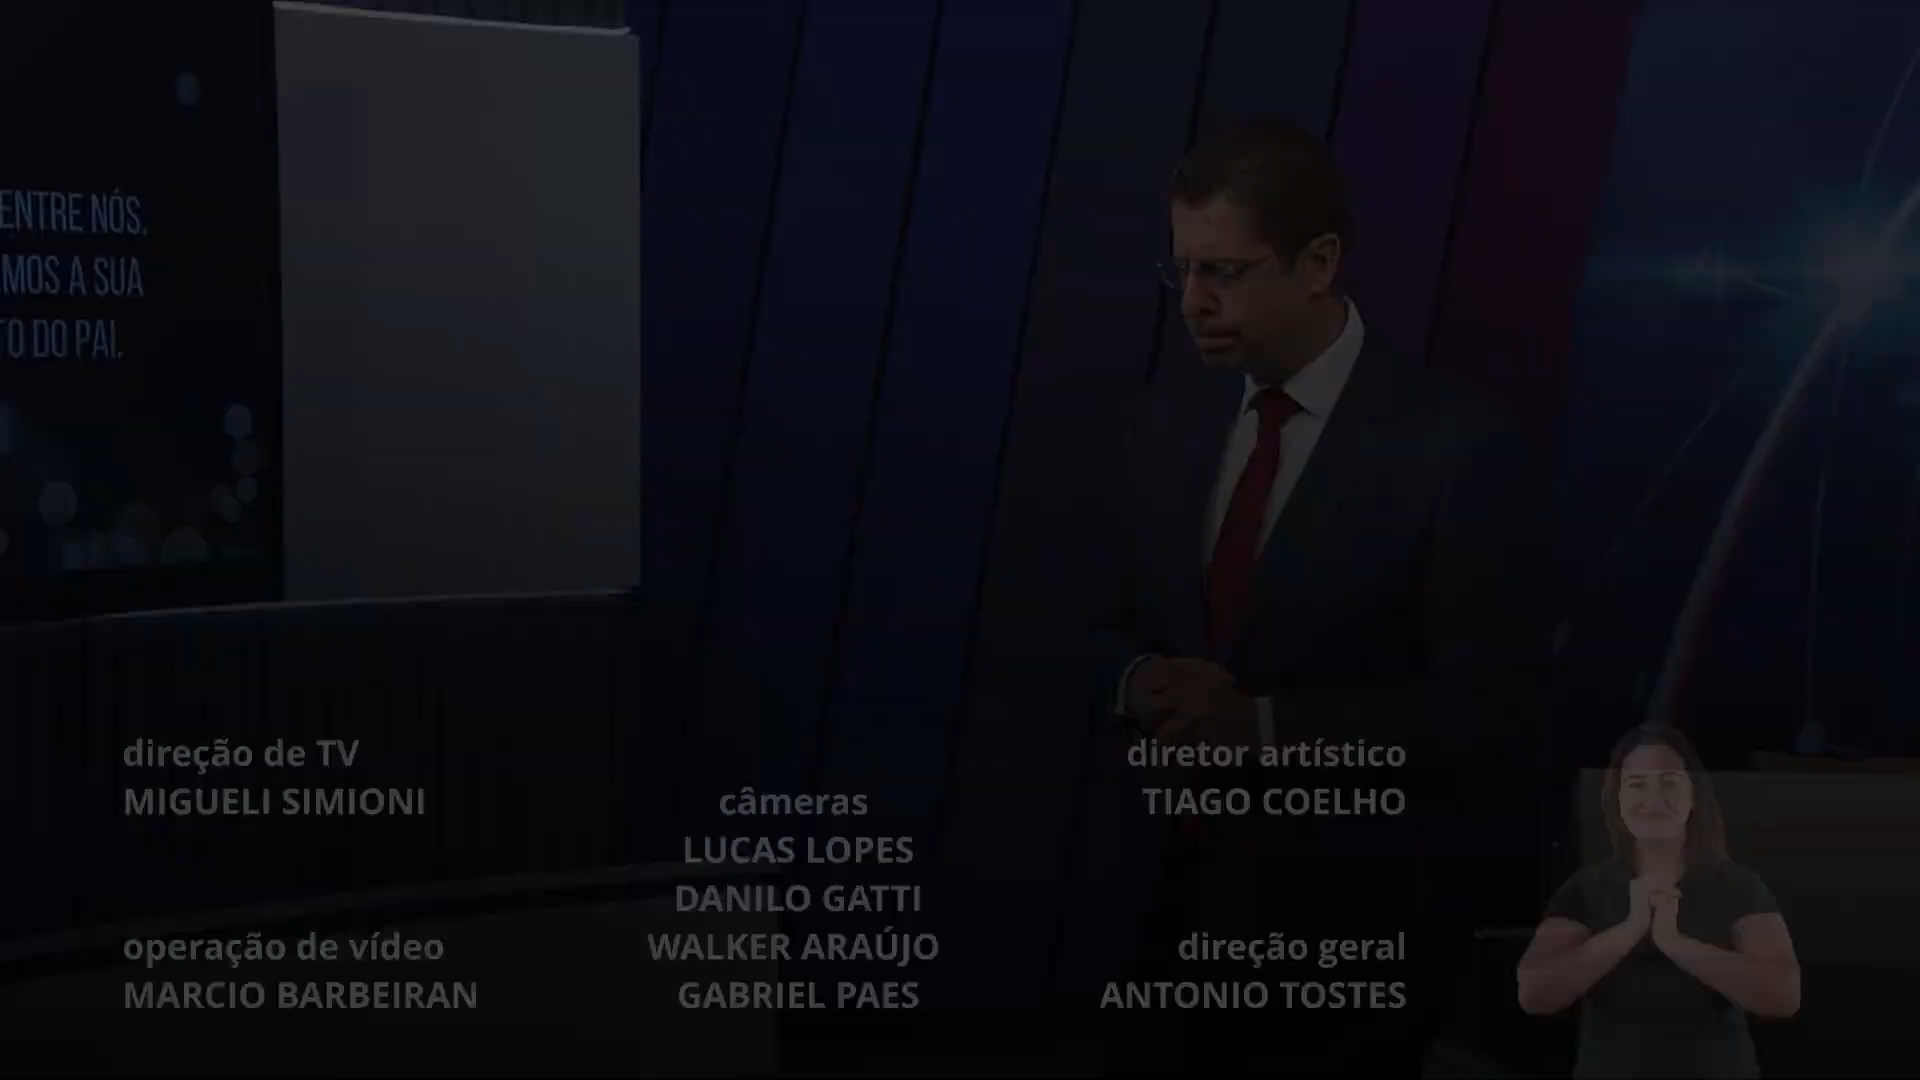 ENTRE NÓS,
MOS A SUA
TO DO PAI.
direção de TV
MIGUELI SIMIONI
operação de vídeo
MARCIO BARBEIRAN
câmeras
LUCAS LOPES
DANILO GATTI
WALKER ARAÚJO
GABRIEL PAES
diretor artístico
TIAGO COELHO
direção geral
ANTONIO TOSTES